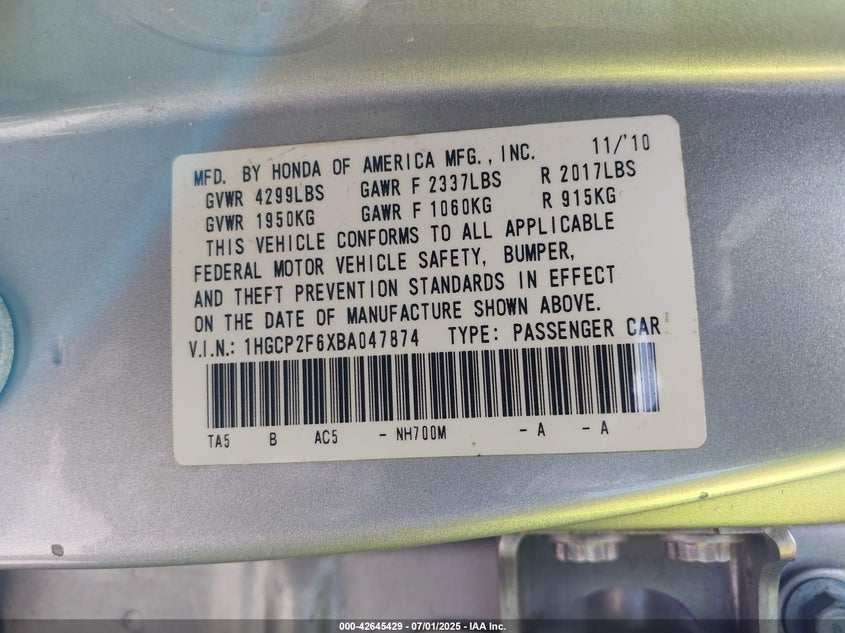 MFD. BY HONDA OF AMERICA MFG., INC. 11/'10
GVWR 4299LBS GAWR F 2337LBS R 2017LBS
GVWR 1950KG GAWR F 1060KG R 915KG
THIS VEHICLE CONFORMS TO ALL APPLICABLE
FEDERAL MOTOR VEHICLE SAFETY, BUMPER,
AND THEFT PREVENTION STANDARDS IN EFFECT
ON THE DATE OF MANUFACTURE SHOWN ABOVE.
V.I.N.: 1HGCP2F6XBA047874 TYPE: PASSENGER CAR
TA5 B AC5 - NH700M - A - A
000-42645429 - 07/01/2025 - IAA Inc.